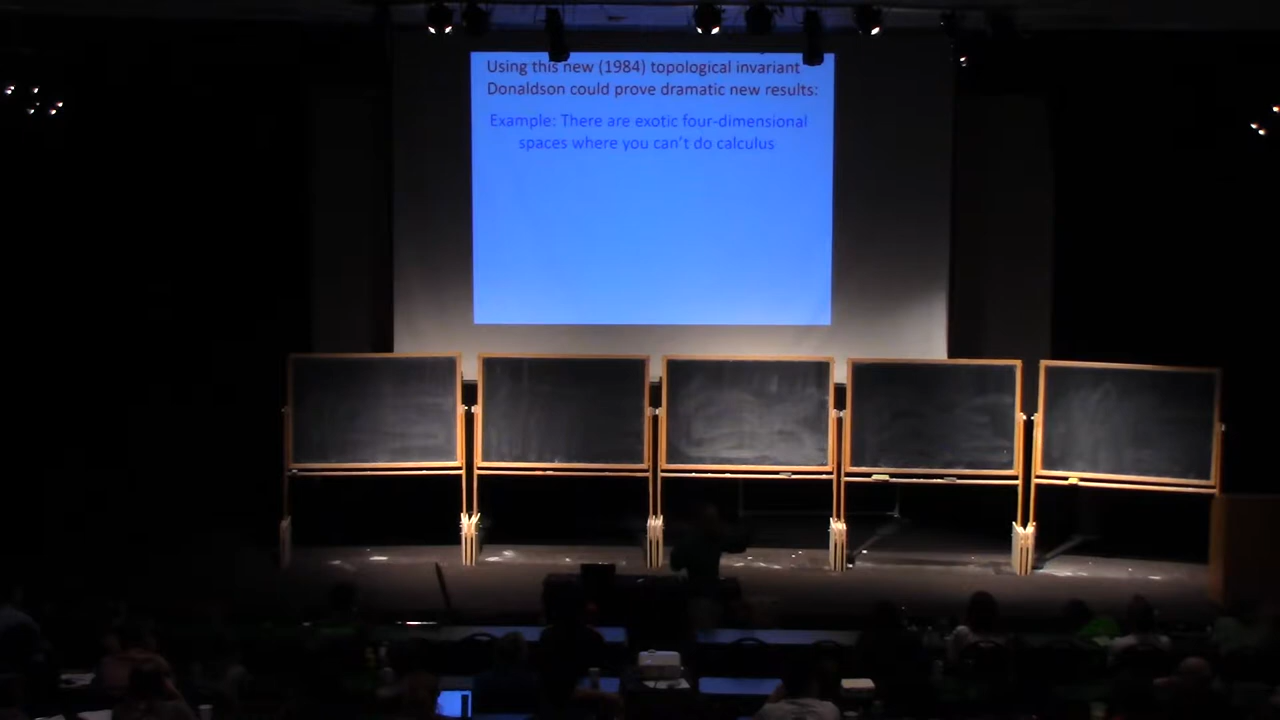 Using this new (1984) topological invariant
Donaldson could prove dramatic new results:
Example: There are exotic four-dimensional
spaces where you can't do calculus